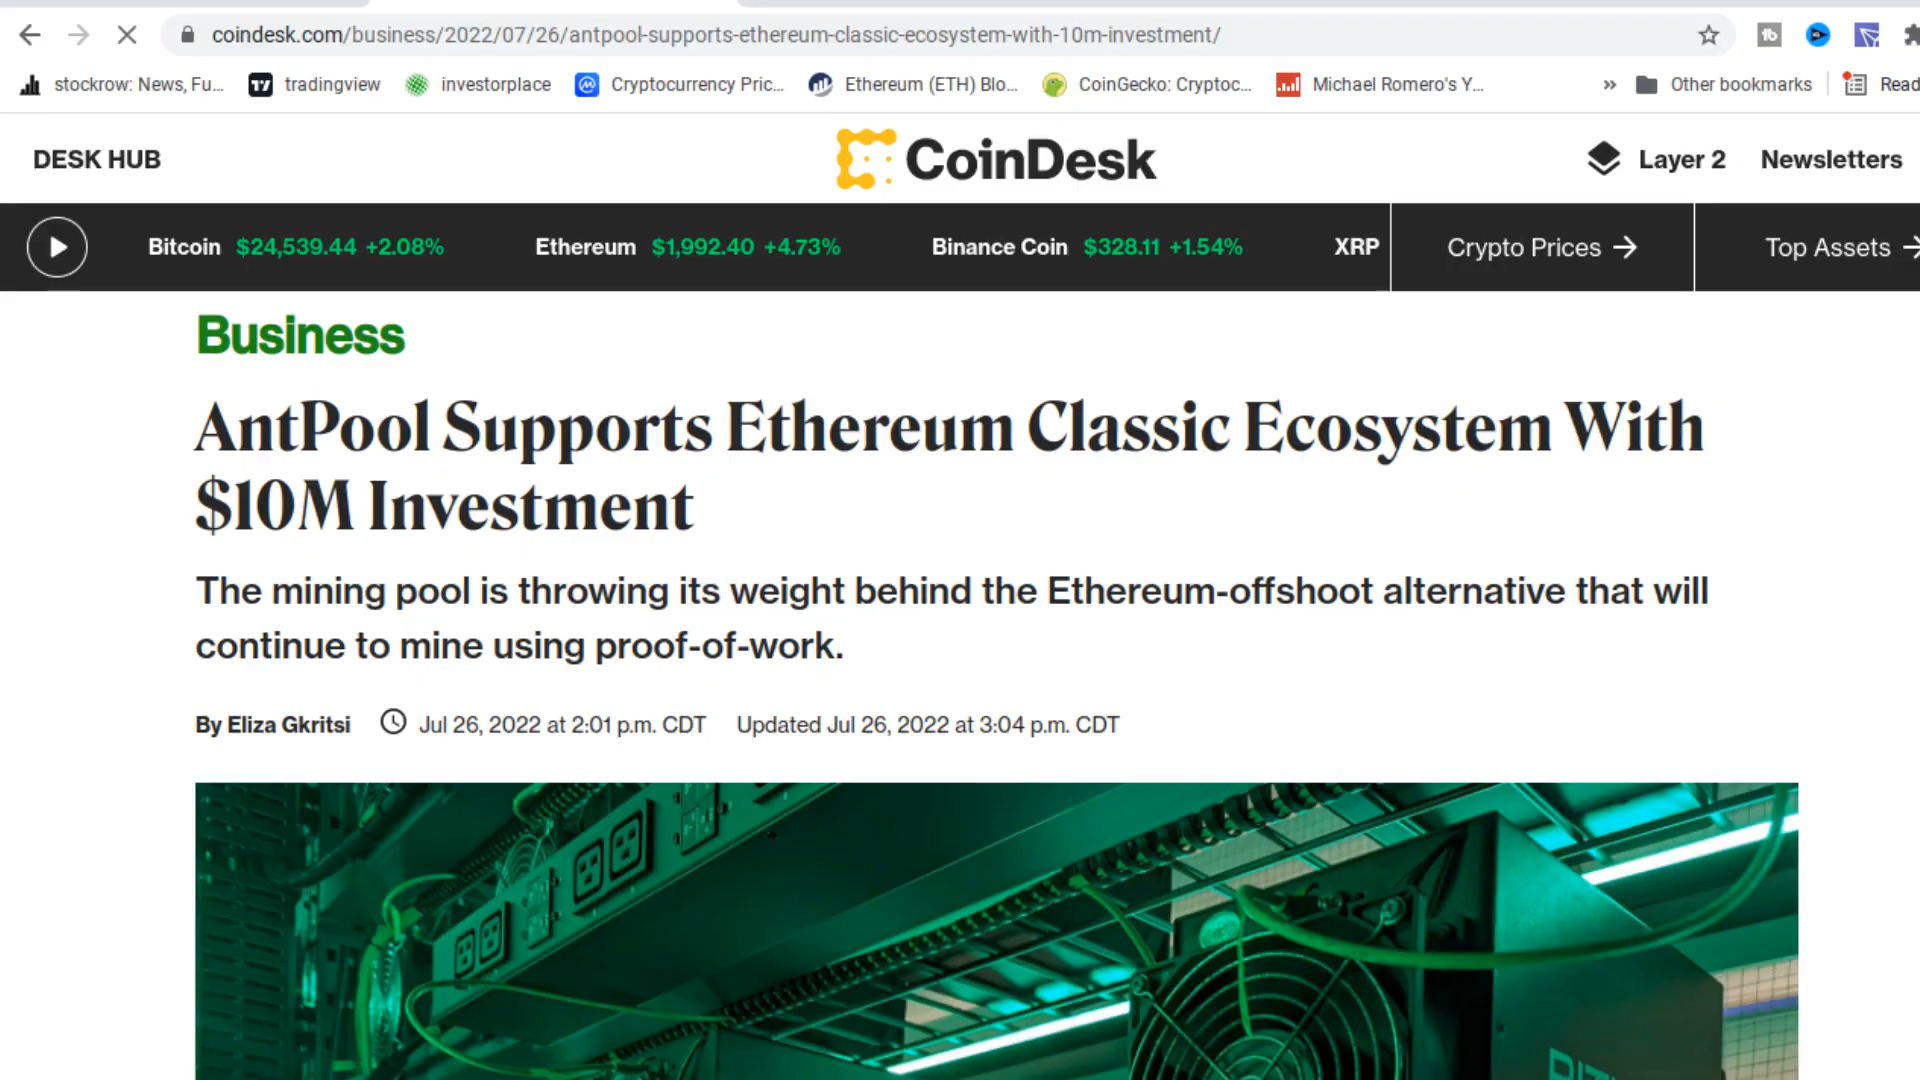 coindesk.com/business/2022/07/26/antpool-supports-ethereum-classic-ecosystem-with-10m-investment/
stockrow: News, Fu... tradingview investorplace Cryptocurrency Pric... Ethereum (ETH) Blo... CoinGecko: Cryptoc... Michael Romero's Y... » Other bookmarks Read
DESK HUB CoinDesk Layer 2 Newsletters
Bitcoin $24,539.44 +2.08% Ethereum $1,992.40 +4.73% Binance Coin $328.11 +1.54% XRP Crypto Prices → Top Assets →
Business
AntPool Supports Ethereum Classic Ecosystem With
$10M Investment
The mining pool is throwing its weight behind the Ethereum-offshoot alternative that will
continue to mine using proof-of-work.
By Eliza Gkritsi Jul 26, 2022 at 2:01 p.m. CDT Updated Jul 26, 2022 at 3:04 p.m. CDT